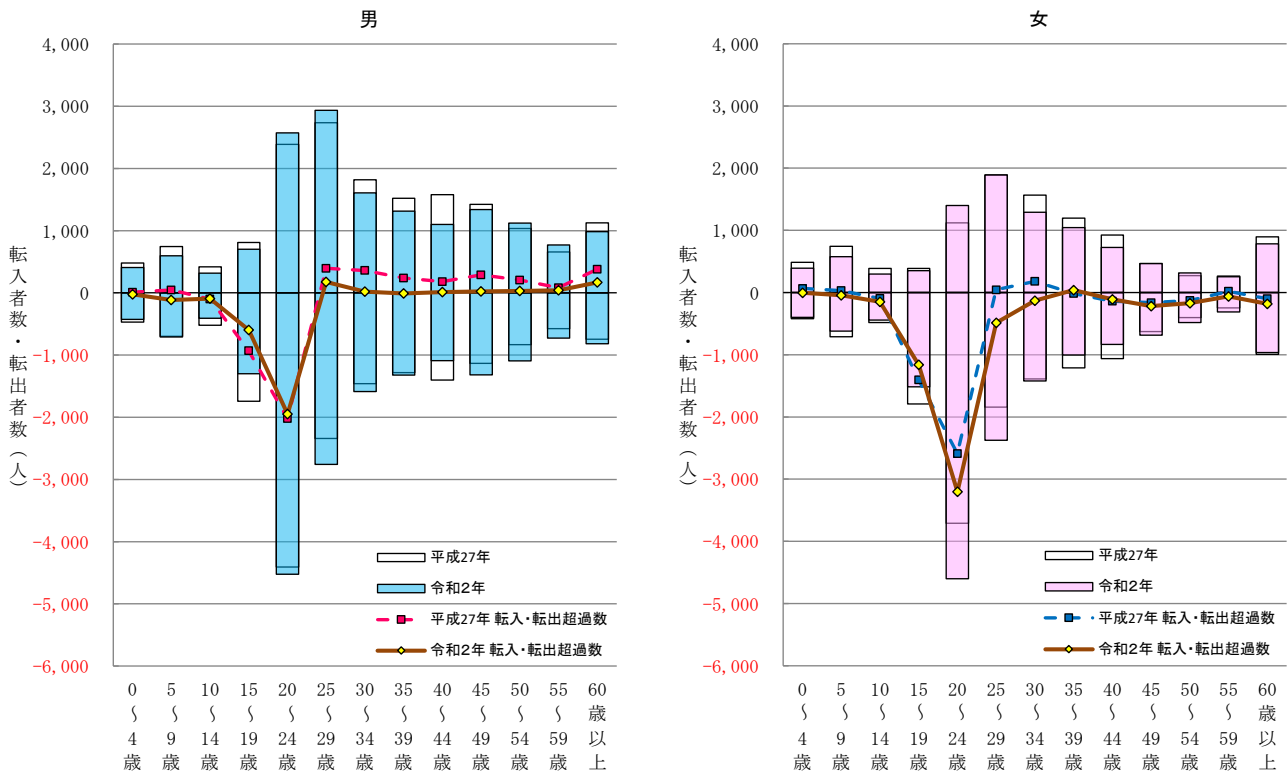 男
4,000
3,000
2,000
1,000
0
-1,000
-2,000
-3,000
-4,000
-5,000
-6,000
転入者数・転出者数（人）
平成27年
令和2年
平成27年 転入・転出超過数
令和2年 転入・転出超過数
0～4歳
5～9歳
10～14歳
15～19歳
20～24歳
25～29歳
30～34歳
35～39歳
40～44歳
45～49歳
50～54歳
55～59歳
60歳以上
女
4,000
3,000
2,000
1,000
0
-1,000
-2,000
-3,000
-4,000
-5,000
-6,000
転入者数・転出者数（人）
平成27年
令和2年
平成27年 転入・転出超過数
令和2年 転入・転出超過数
0～4歳
5～9歳
10～14歳
15～19歳
20～24歳
25～29歳
30～34歳
35～39歳
40～44歳
45～49歳
50～54歳
55～59歳
60歳以上